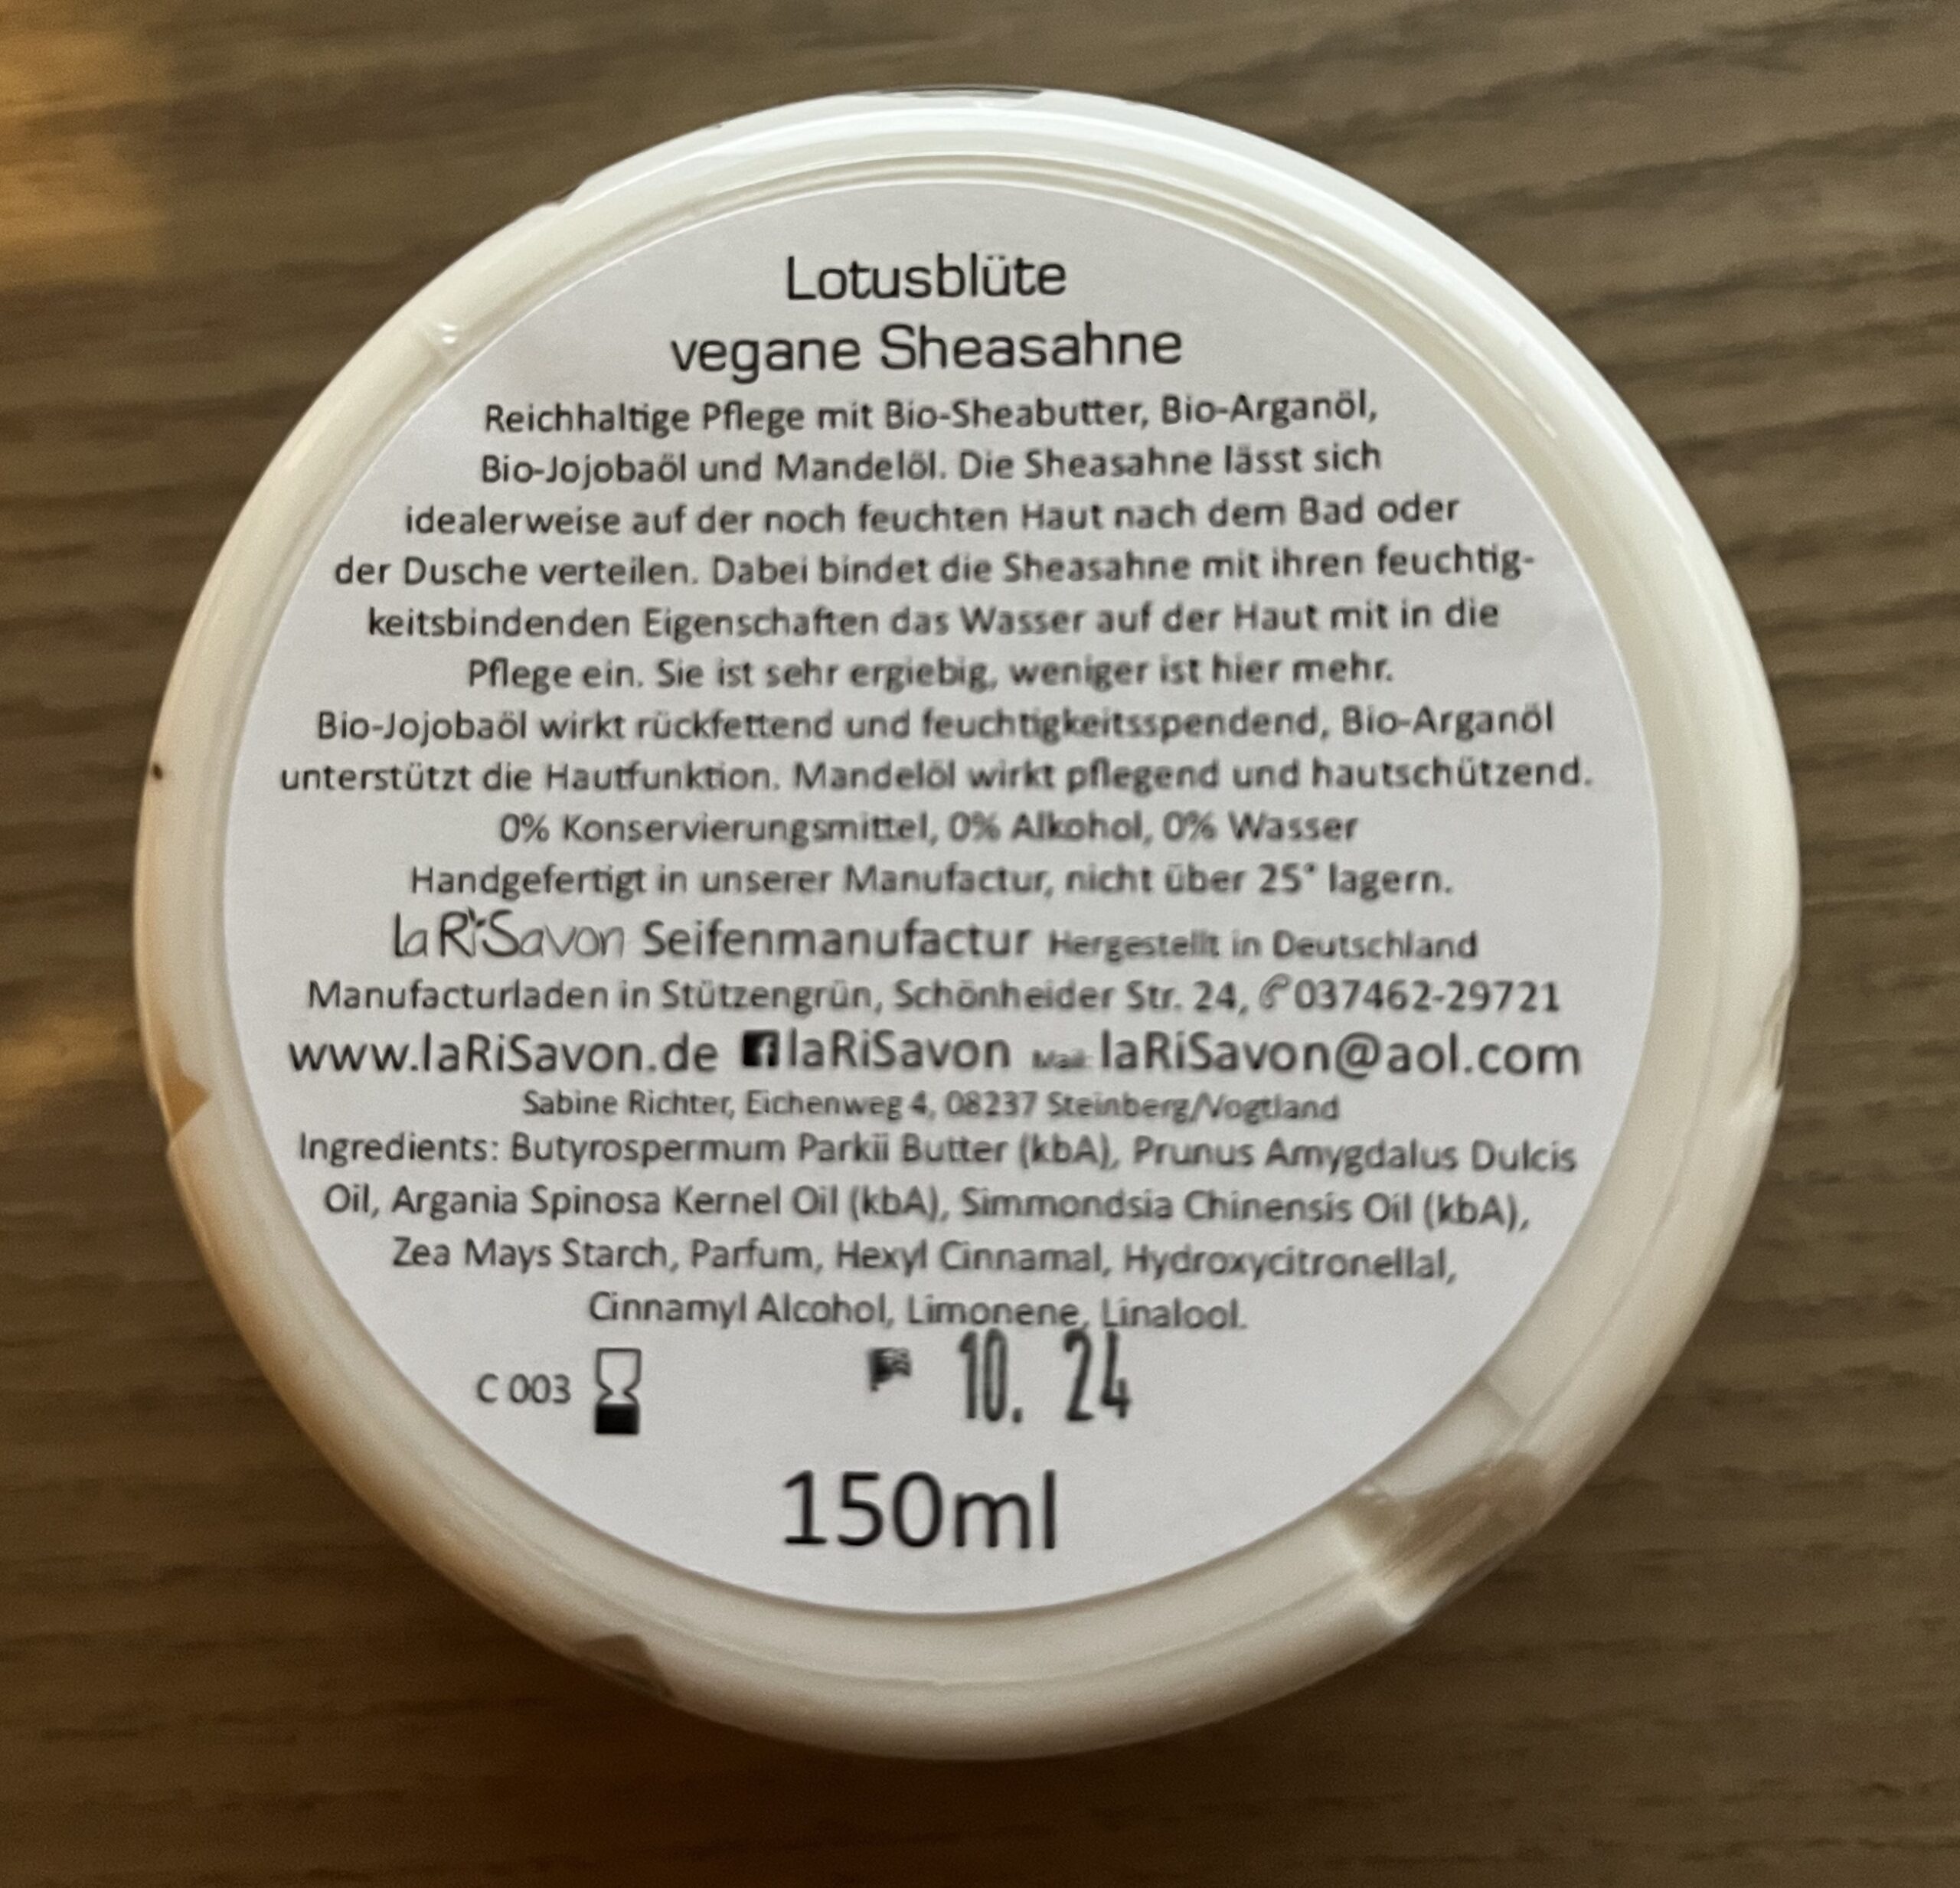 Lotusblüte
vegane Sheasahne
Reichhaltige Pflege mit Bio-Sheabutter, Bio-Arganöl,
Bio-Jojobaöl und Mandelöl. Die Sheasahne lässt sich
idealerweise auf der noch feuchten Haut nach dem Bad oder
der Dusche verteilen. Dabei bindet die Sheasahne mit ihren feuchtig-
keitsbindenden Eigenschaften das Wasser auf der Haut mit in die
Pflege ein. Sie ist sehr ergiebig, weniger ist hier mehr.
Bio-Jojobaöl wirkt rückfettend und feuchtigkeitsspendend, Bio-Arganöl
unterstützt die Hautfunktion. Mandelöl wirkt pflegend und hautschützend.
0% Konservierungsmittel, 0% Alkohol, 0% Wasser
Handgefertigt in unserer Manufactur, nicht über 25° lagern.
laRiSavon Seifenmanufactur Hergestellt in Deutschland
Manufacturladen in Stützengrün, Schönheider Str. 24, ✆037462-29721
www.laRiSavon.de laRiSavon Mail: laRiSavon@aol.com
Sabine Richter, Eichenweg 4, 08237 Steinberg/Vogtland
Ingredients: Butyrospermum Parkii Butter (kbA), Prunus Amygdalus Dulcis
Oil, Argania Spinosa Kernel Oil (kbA), Simmondsia Chinensis Oil (kbA),
Zea Mays Starch, Parfum, Hexyl Cinnamal, Hydroxycitronellal,
Cinnamyl Alcohol, Limonene, Linalool.
C 003 10. 24
150ml